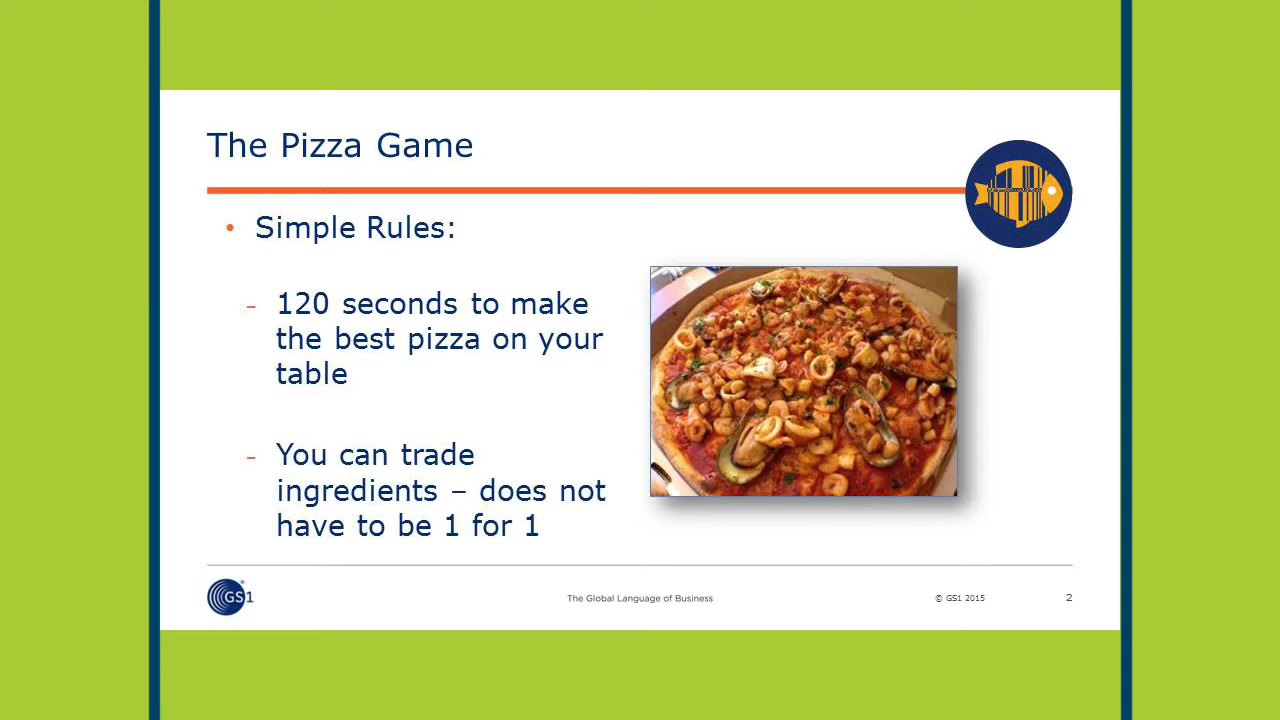 The Pizza Game
• Simple Rules:
– 120 seconds to make
the best pizza on your
table
– You can trade
ingredients – does not
have to be 1 for 1
GS1
The Global Language of Business
© GS1 2015
2